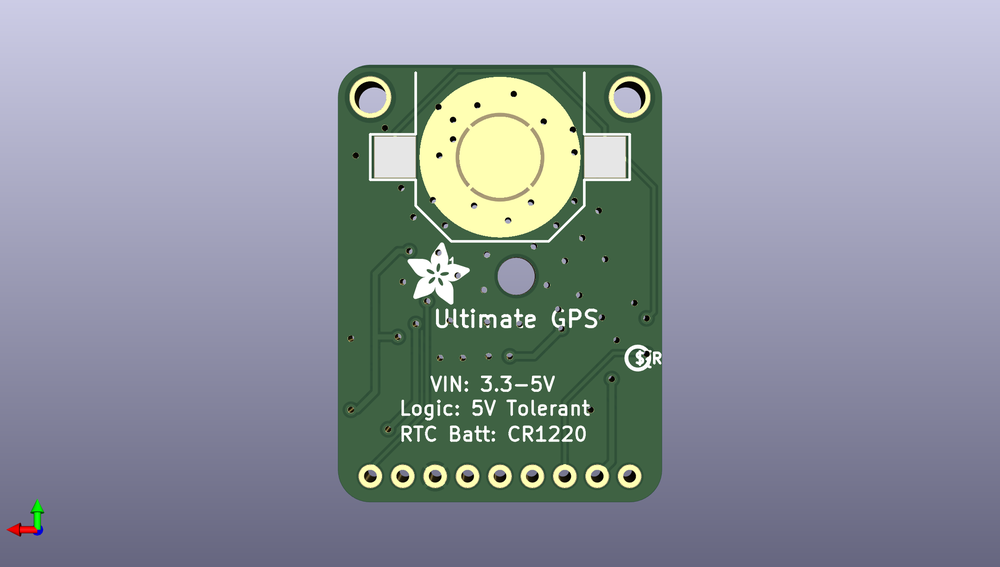 Ultimate GPS
VIN: 3.3-5V
Logic: 5V Tolerant
RTC Batt: CR1220